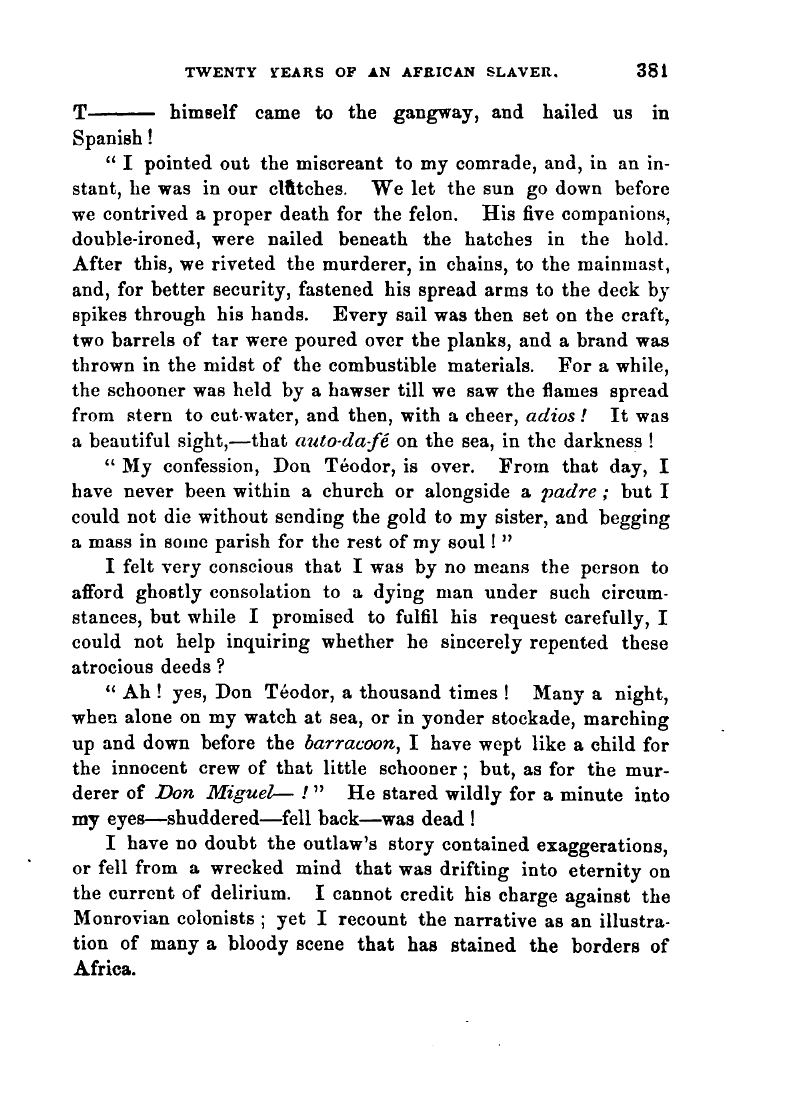 TWENTY YEARS OF AN AFRICAN SLAVER. 381
T——— himself came to the gangway, and hailed us in
Spanish !
“ I pointed out the miscreant to my comrade, and, in an in-
stant, he was in our clutches. We let the sun go down before
we contrived a proper death for the felon. His five companions,
double-ironed, were nailed beneath the hatches in the hold.
After this, we riveted the murderer, in chains, to the mainmast,
and, for better security, fastened his spread arms to the deck by
spikes through his hands. Every sail was then set on the craft,
two barrels of tar were poured over the planks, and a brand was
thrown in the midst of the combustible materials. For a while,
the schooner was held by a hawser till we saw the flames spread
from stern to cut-water, and then, with a cheer, adios ! It was
a beautiful sight,—that auto-da-fé on the sea, in the darkness !
“ My confession, Don Téodor, is over. From that day, I
have never been within a church or alongside a padre ; but I
could not die without sending the gold to my sister, and begging
a mass in some parish for the rest of my soul ! ”
I felt very conscious that I was by no means the person to
afford ghostly consolation to a dying man under such circum-
stances, but while I promised to fulfil his request carefully, I
could not help inquiring whether he sincerely repented these
atrocious deeds ?
“ Ah ! yes, Don Téodor, a thousand times ! Many a night,
when alone on my watch at sea, or in yonder stockade, marching
up and down before the barracoon, I have wept like a child for
the innocent crew of that little schooner ; but, as for the mur-
derer of Don Miguel— ! ” He stared wildly for a minute into
my eyes—shuddered—fell back—was dead !
I have no doubt the outlaw’s story contained exaggerations,
or fell from a wrecked mind that was drifting into eternity on
the current of delirium. I cannot credit his charge against the
Monrovian colonists ; yet I recount the narrative as an illustra-
tion of many a bloody scene that has stained the borders of
Africa.